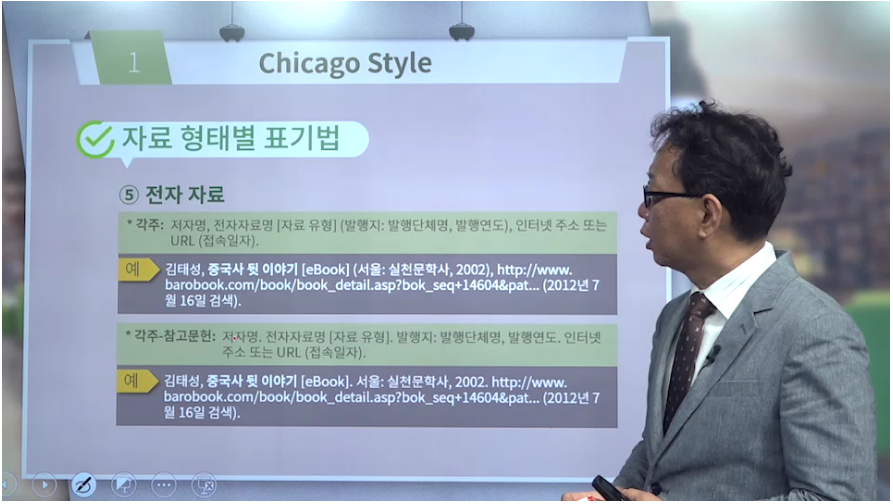 1
Chicago Style
자료 형태별 표기법
⑤ 전자 자료
* 각주: 저자명, 전자자료명 [자료 유형] (발행지: 발행단체명, 발행연도), 인터넷 주소 또는
URL (접속일자).
예
김태성, 중국사 뒷 이야기 [eBook] (서울: 실천문학사, 2002), http://www.
barobook.com/book/book_detail.asp?bok_seq+14604&pat... (2012년 7
월 16일 검색).
* 각주-참고문헌: 저자명. 전자자료명 [자료 유형]. 발행지: 발행단체명, 발행연도. 인터넷
주소 또는 URL (접속일자).
예
김태성, 중국사 뒷 이야기 [eBook]. 서울: 실천문학사, 2002. http://www.
barobook.com/book/book_detail.asp?bok_seq+14604&pat... (2012년 7
월 16일 검색).